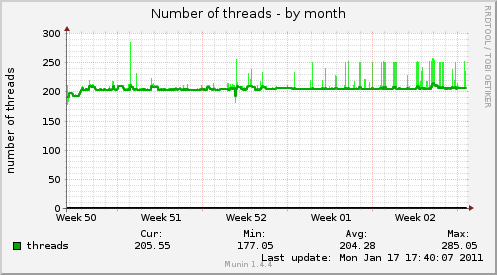 Number of threads - by month
RRDTOOL / TOBI OETIKER
number of threads
300
250
200
150
100
50
0
Week 50 Week 51 Week 52 Week 01 Week 02
Cur: Min: Avg: Max:
threads 205.55 177.05 204.28 285.05
Last update: Mon Jan 17 17:40:07 2011
Munin 1.4.4